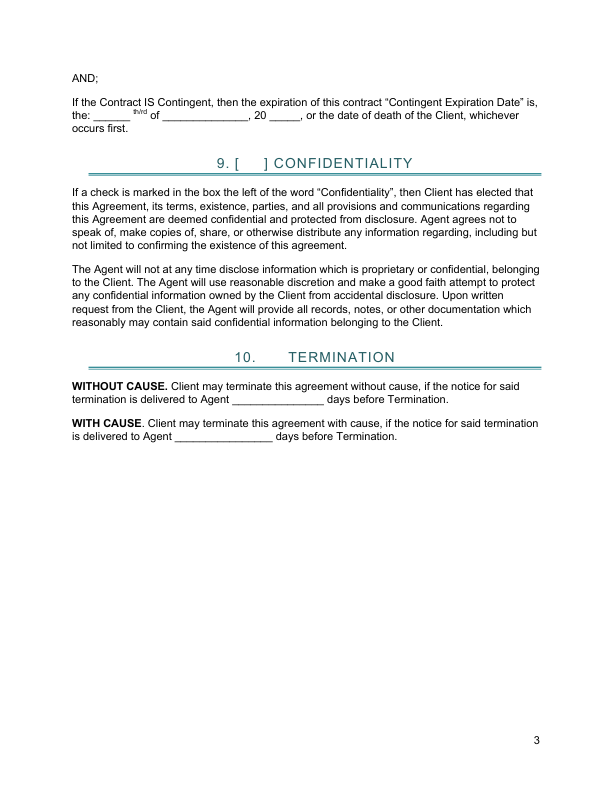 AND;
If the Contract IS Contingent, then the expiration of this contract “Contingent Expiration Date” is,
the: ______ th/rd of ______________, 20 _____, or the date of death of the Client, whichever
occurs first.
9. [ ] CONFIDENTIALITY
If a check is marked in the box the left of the word “Confidentiality”, then Client has elected that
this Agreement, its terms, existence, parties, and all provisions and communications regarding
this Agreement are deemed confidential and protected from disclosure. Agent agrees not to
speak of, make copies of, share, or otherwise distribute any information regarding, including but
not limited to confirming the existence of this agreement.
The Agent will not at any time disclose information which is proprietary or confidential, belonging
to the Client. The Agent will use reasonable discretion and make a good faith attempt to protect
any confidential information owned by the Client from accidental disclosure. Upon written
request from the Client, the Agent will provide all records, notes, or other documentation which
reasonably may contain said confidential information belonging to the Client.
10. TERMINATION
WITHOUT CAUSE. Client may terminate this agreement without cause, if the notice for said
termination is delivered to Agent _______________ days before Termination.
WITH CAUSE. Client may terminate this agreement with cause, if the notice for said termination
is delivered to Agent ________________ days before Termination.
3